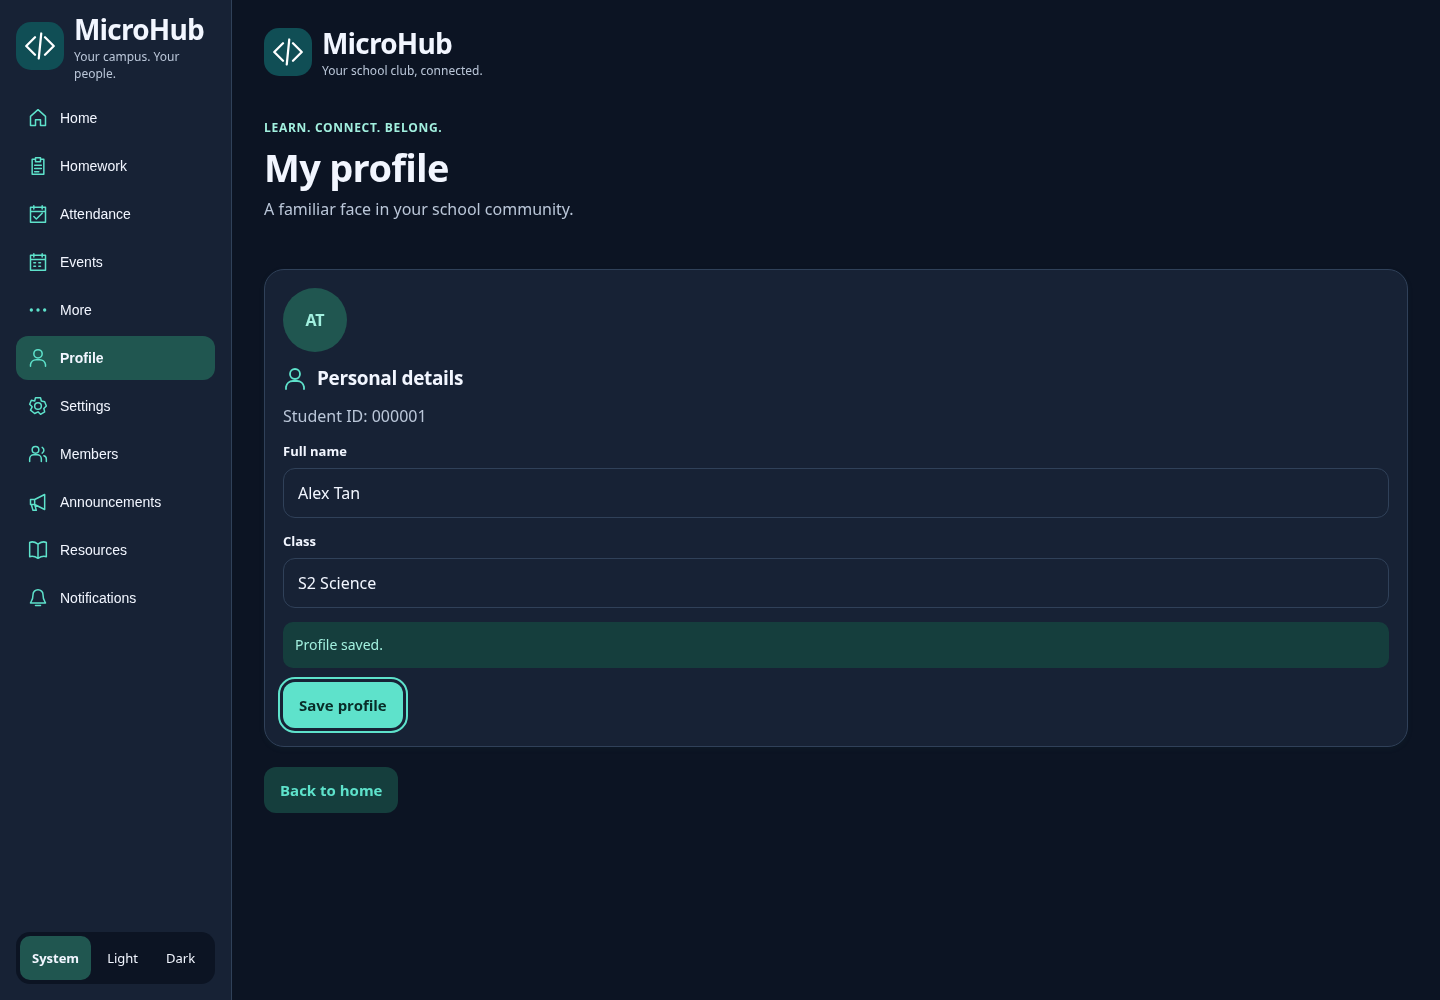 MicroHub
Your campus. Your
people.
Home
Homework
Attendance
Events
More
Profile
Settings
Members
Announcements
Resources
Notifications
System
Light
Dark
MicroHub
Your school club, connected.
LEARN. CONNECT. BELONG.
My profile
A familiar face in your school community.
AT
Personal details
Student ID: 000001
Full name
Alex Tan
Class
S2 Science
Profile saved.
Save profile
Back to home